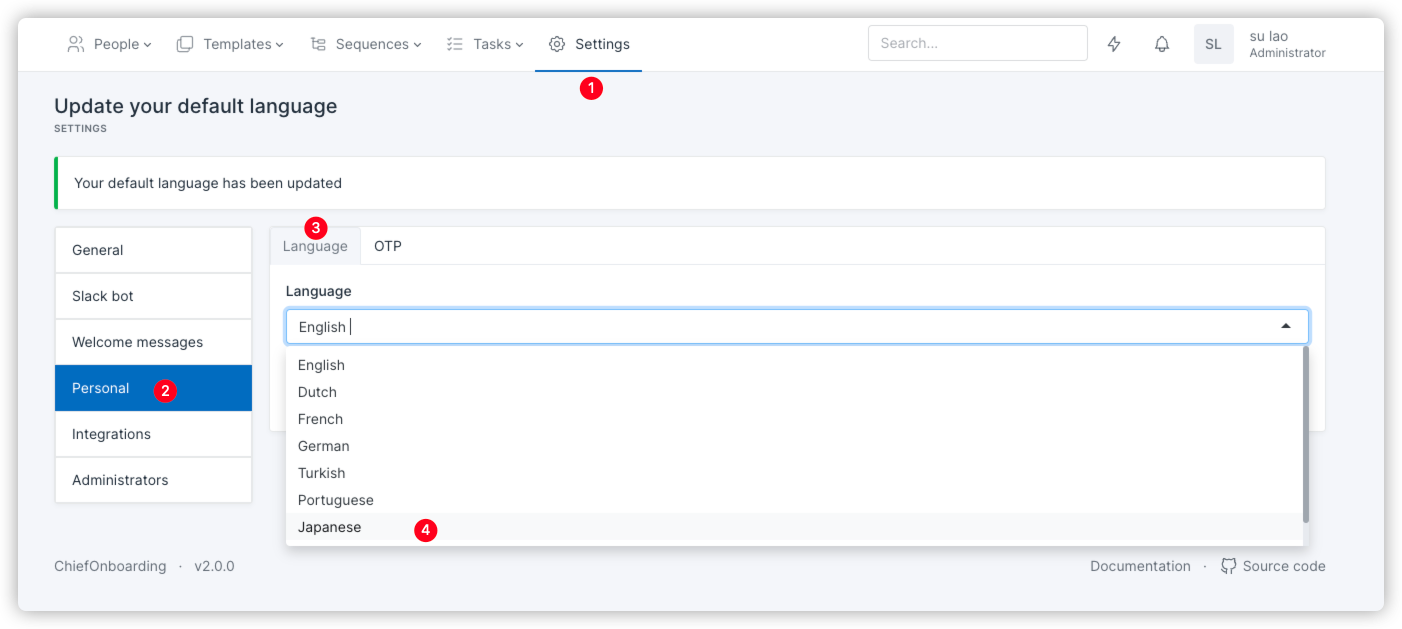 People Templates Sequences Tasks Settings Search... SL su lao
Administrator
1
Update your default language
SETTINGS
Your default language has been updated
3
General
Slack bot
Welcome messages
Personal 2
Integrations
Administrators
Language OTP
Language
English
English
Dutch
French
German
Turkish
Portuguese
Japanese 4
ChiefOnboarding · v2.0.0 Documentation · Source code